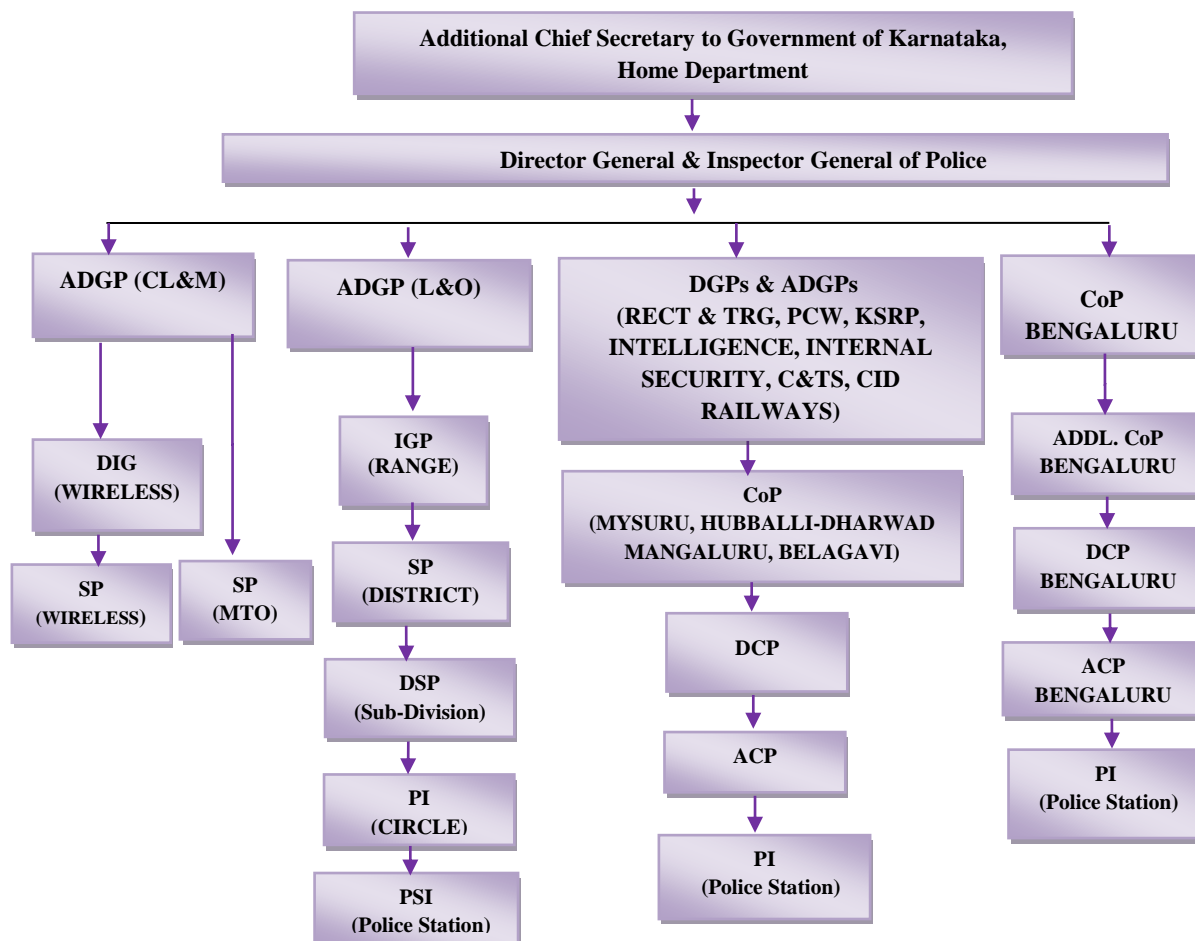 Additional Chief Secretary to Government of Karnataka,
Home Department
Director General & Inspector General of Police
ADGP (CL&M)
DIG
(WIRELESS)
SP
(WIRELESS)
SP
(MTO)
ADGP (L&O)
IGP
(RANGE)
SP
(DISTRICT)
DSP
(Sub-Division)
PI
(CIRCLE)
PSI
(Police Station)
DGPs & ADGPs
(RECT & TRG, PCW, KSRP,
INTELLIGENCE, INTERNAL
SECURITY, C&TS, CID
RAILWAYS)
CoP
(MYSURU, HUBBALLI-DHARWAD
MANGALURU, BELAGAVI)
DCP
ACP
PI
(Police Station)
CoP
BENGALURU
ADDL. CoP
BENGALURU
DCP
BENGALURU
ACP
BENGALURU
PI
(Police Station)